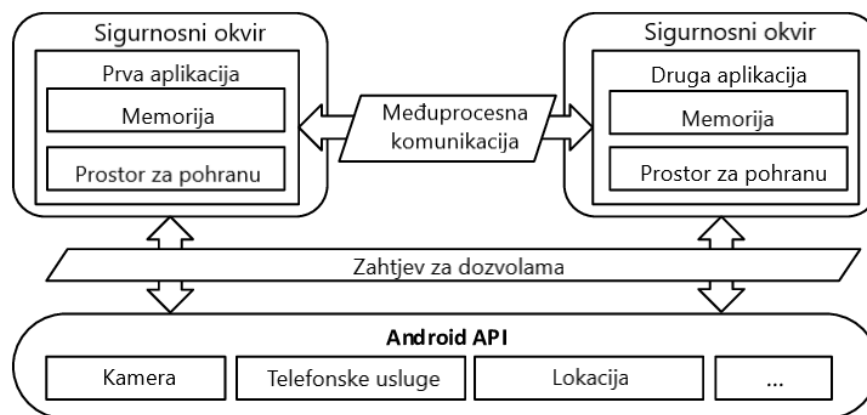 Sigurnosni okvir
Prva aplikacija
Memorija
Prostor za pohranu
Međuprocesna
komunikacija
Sigurnosni okvir
Druga aplikacija
Memorija
Prostor za pohranu
Zahtjev za dozvolama
Android API
Kamera
Telefonske usluge
Lokacija
...